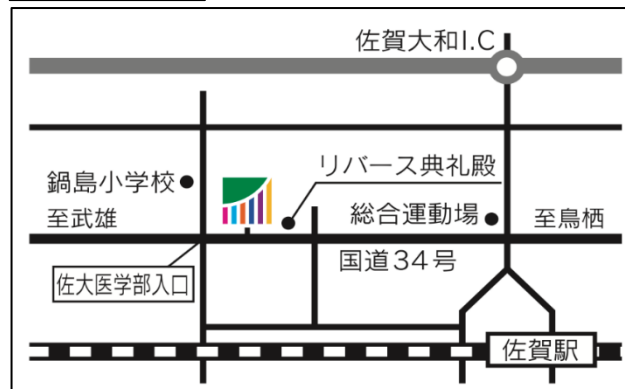 佐賀大和I.C
リバース典礼殿
鍋島小学校
総合運動場
至武雄
至鳥栖
国道34号
佐大医学部入口
佐賀駅